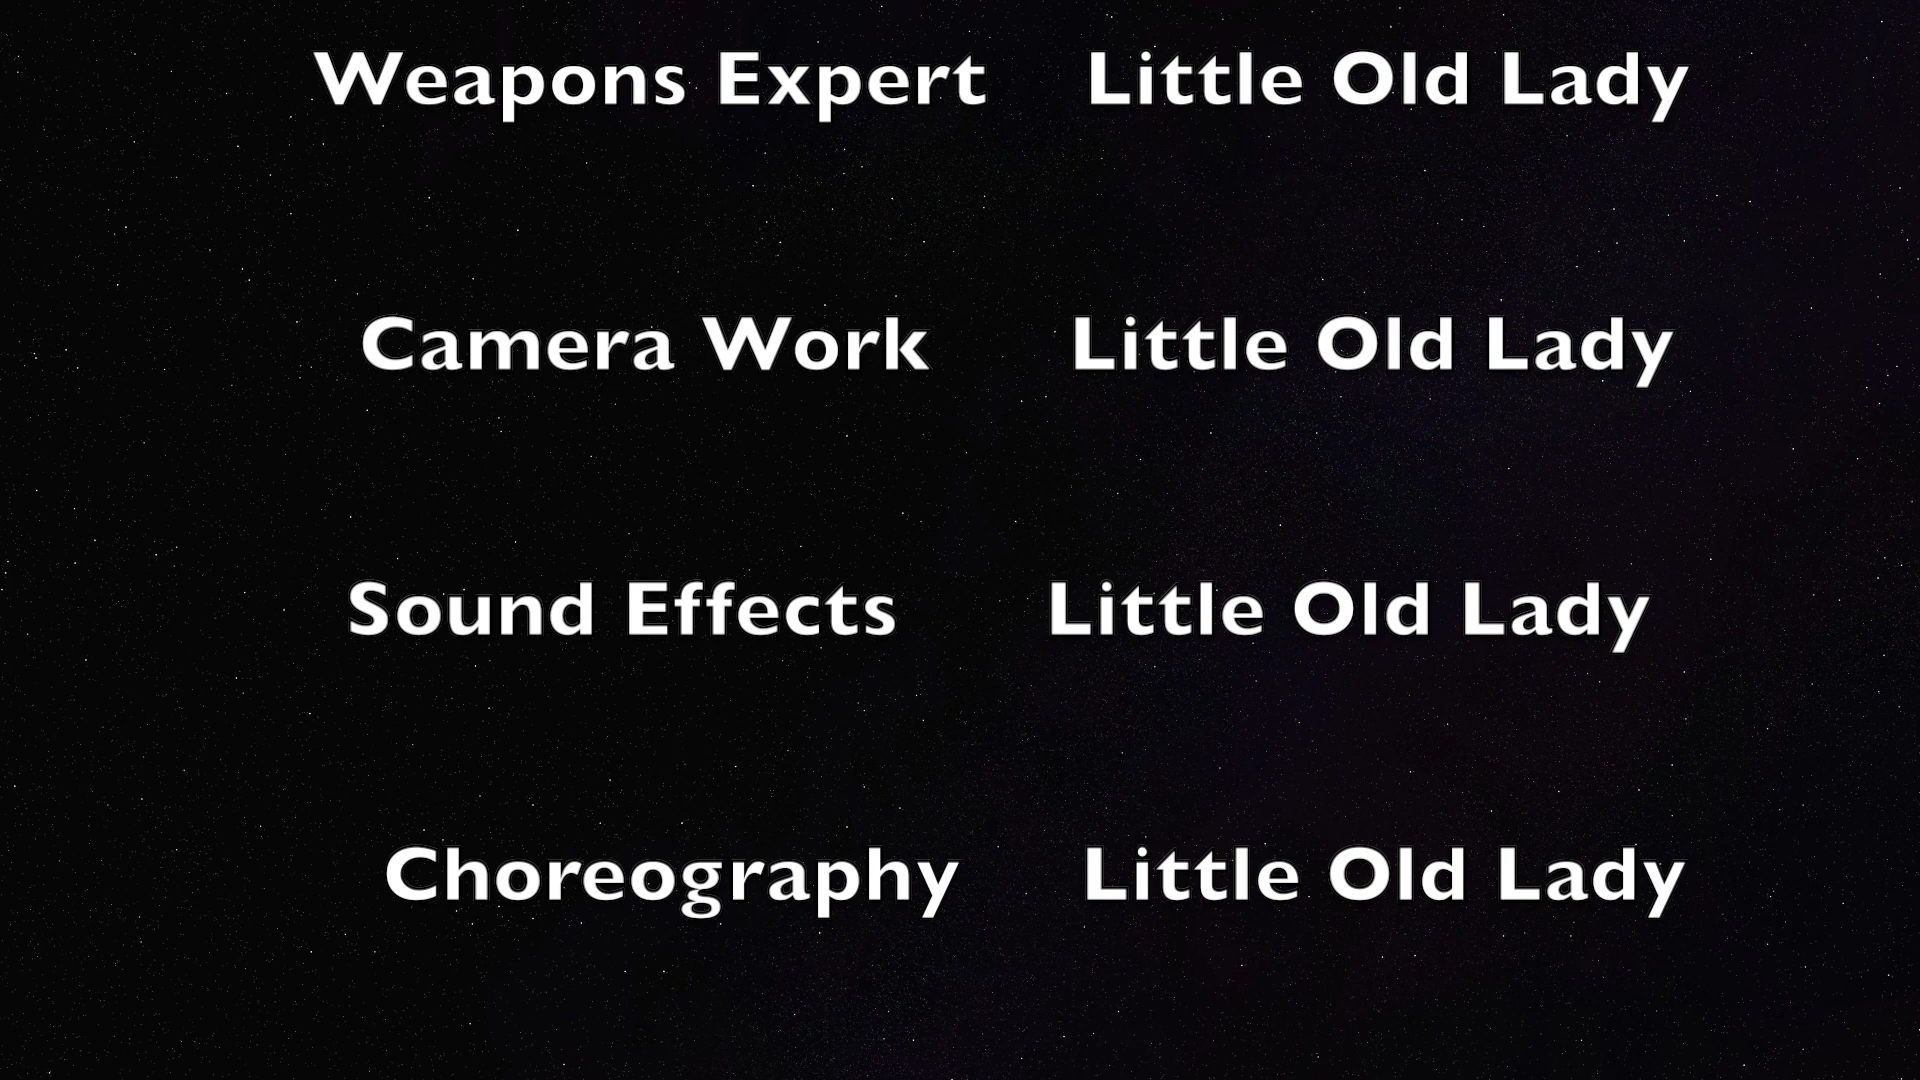 Weapons Expert Little Old Lady
Camera Work Little Old Lady
Sound Effects Little Old Lady
Choreography Little Old Lady